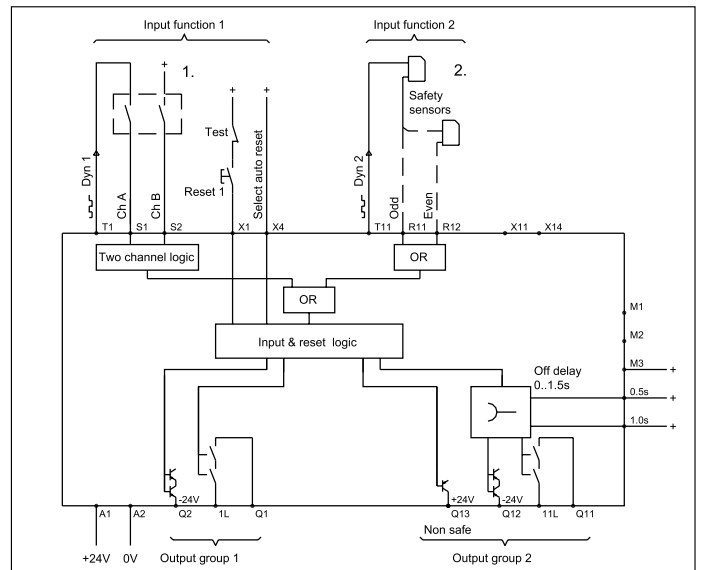 Input function 1 Input function 2
+ 1. 2.
+ + Safety
sensors
Test
Dyn 1 Ch A Ch B Reset 1 Select auto reset Dyn 2 Odd Even
T1 S1 S2 X1 X4 T11 R11 R12 X11 X14
Two channel logic OR
OR
M1
Input & reset logic M2
Off delay M3 +
0..1.5s
0.5s +
1.0s +
-24V +24V -24V
A1 A2 Q2 1L Q1 Q13 Q12 11L Q11
Non safe
+24V 0V Output group 1 Output group 2